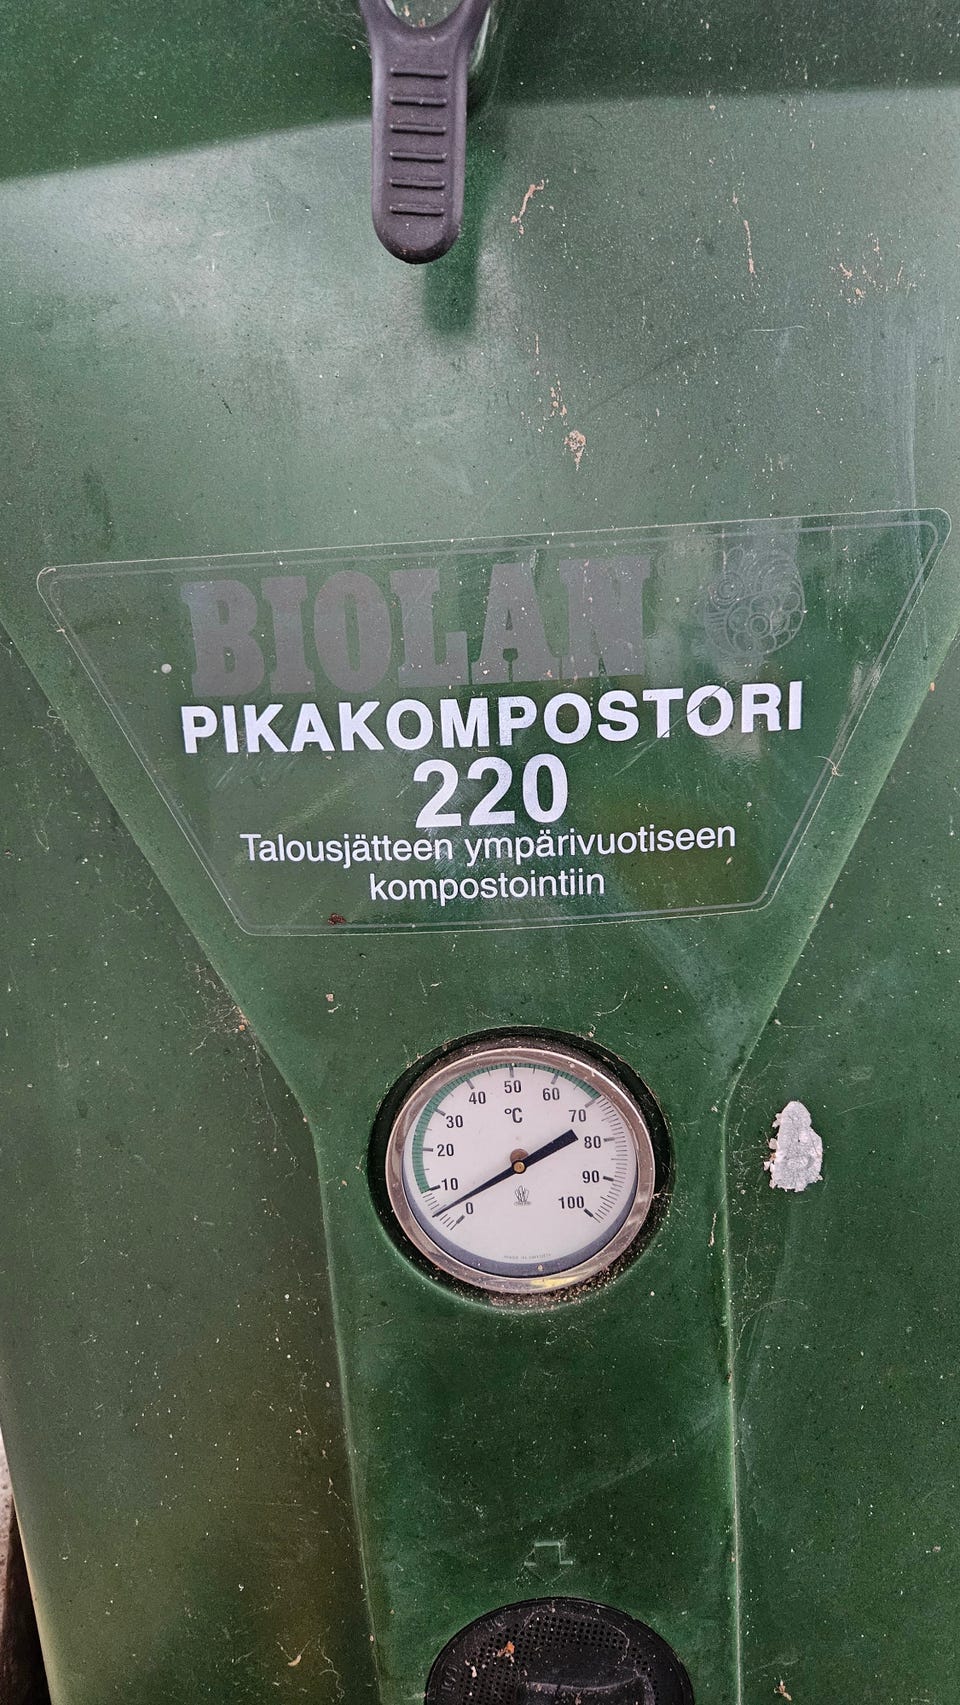 BIOLAN
PIKAKOMPOSTORI
220
Talousjätteen ympärivuotiseen
kompostointiin
50
40 60
°C
30 70
20 80
10 90
0 100